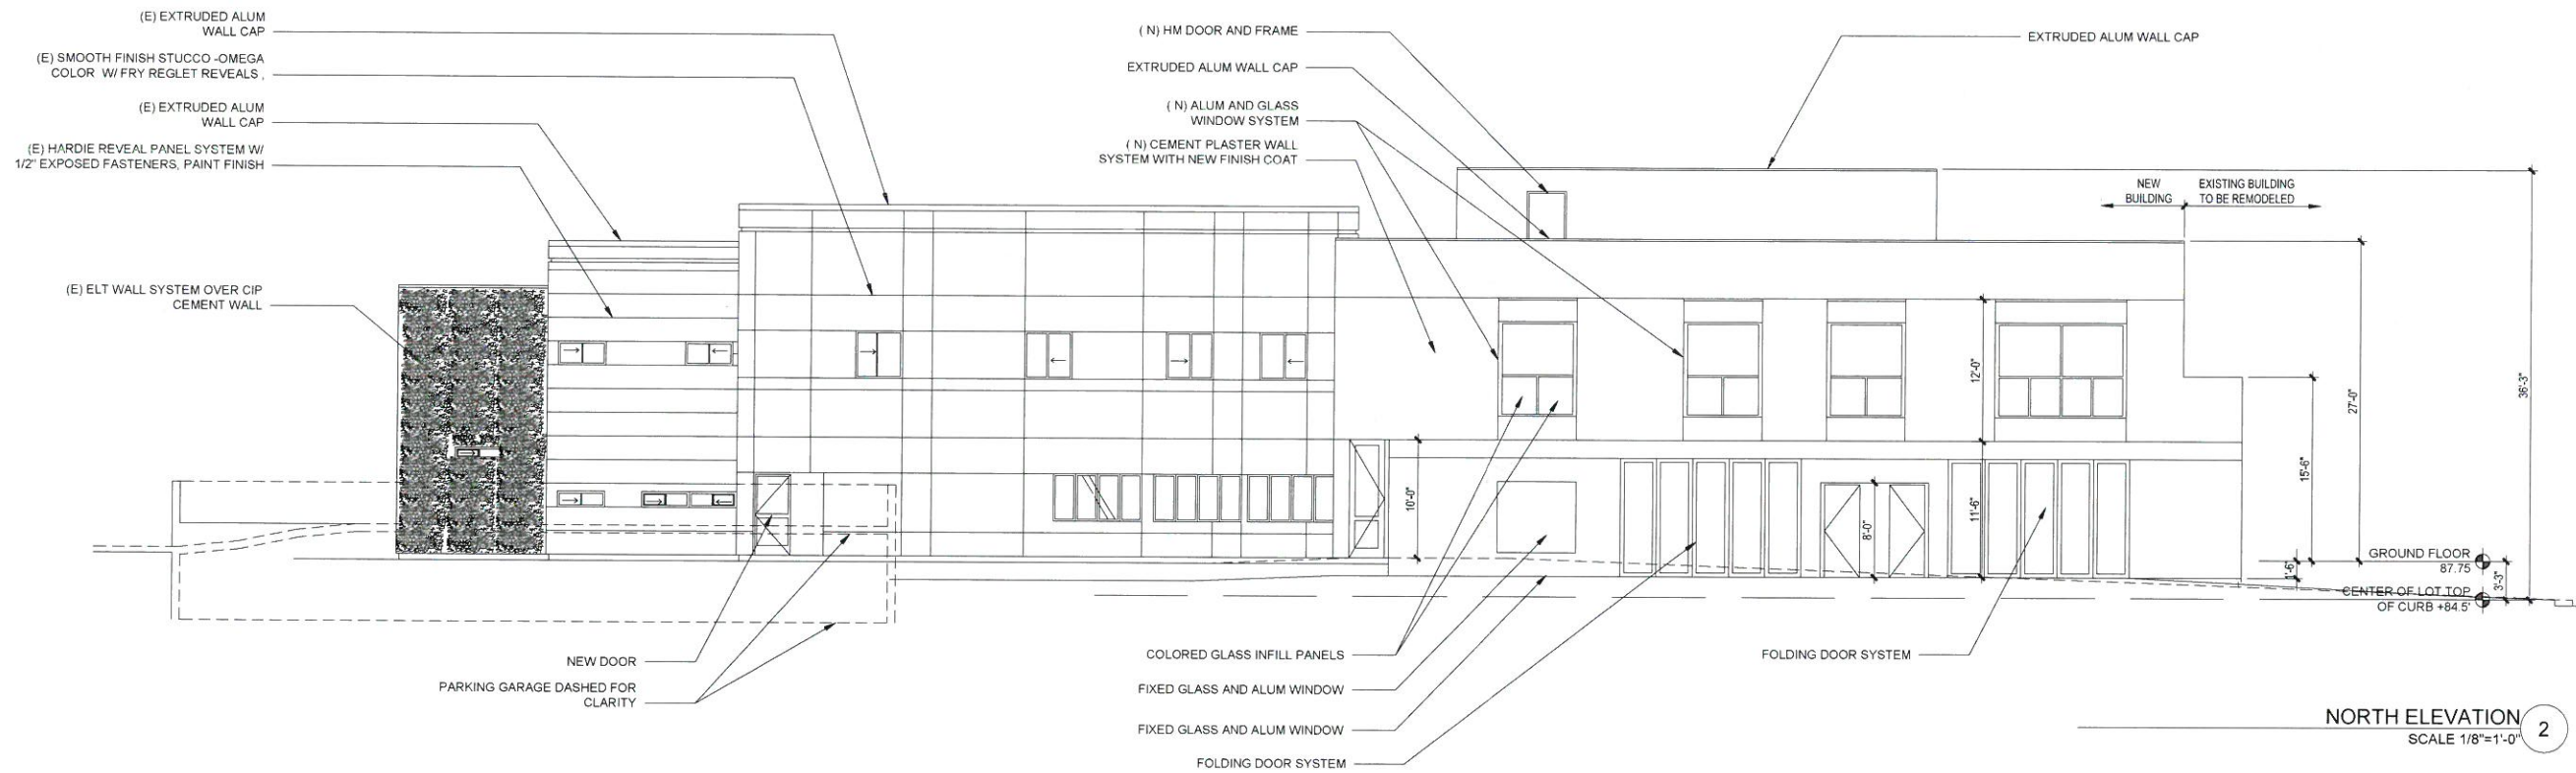 (E) EXTRUDED ALUM
WALL CAP
(E) SMOOTH FINISH STUCCO -OMEGA
COLOR W/ FRY REGLET REVEALS ,
(E) EXTRUDED ALUM
WALL CAP
(E) HARDIE REVEAL PANEL SYSTEM W/
1/2" EXPOSED FASTENERS, PAINT FINISH
(E) ELT WALL SYSTEM OVER CIP
CEMENT WALL
( N) HM DOOR AND FRAME
EXTRUDED ALUM WALL CAP
( N) ALUM AND GLASS
WINDOW SYSTEM
( N) CEMENT PLASTER WALL
SYSTEM WITH NEW FINISH COAT
EXTRUDED ALUM WALL CAP
NEW
BUILDING
EXISTING BUILDING
TO BE REMODELED
12'-0"
10'-0"
8'-0"
11'-6"
15'-6"
27'-0"
36'-3"
1'-6"
3'-3"
GROUND FLOOR
87.75
CENTER OF LOT TOP
OF CURB +84.5'
NEW DOOR
PARKING GARAGE DASHED FOR
CLARITY
COLORED GLASS INFILL PANELS
FIXED GLASS AND ALUM WINDOW
FIXED GLASS AND ALUM WINDOW
FOLDING DOOR SYSTEM
FOLDING DOOR SYSTEM
NORTH ELEVATION
SCALE 1/8"=1'-0"
2